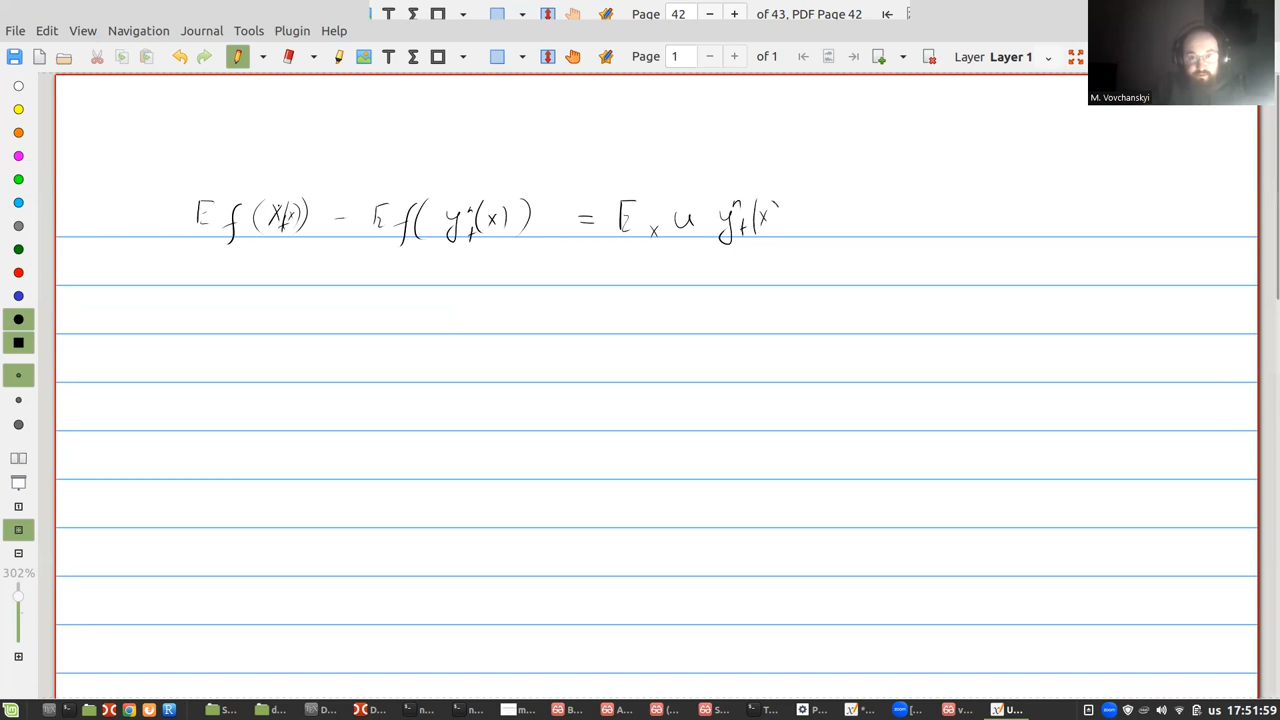 Page 42 of 43, PDF Page 42
File Edit View Navigation Journal Tools Plugin Help
Page 1 of 1 Layer Layer 1
M. Vovchanskyi
E f ( X_t(x) ) - E f( y_t^n(x) ) = E_x u y_t^n(x)
302%
us 17:51:59